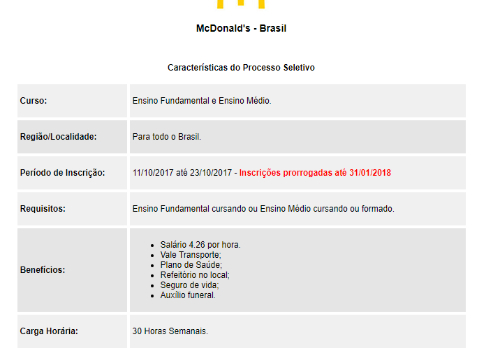 McDonald's - Brasil
Características do Processo Seletivo
Curso: Ensino Fundamental e Ensino Médio.
Região/Localidade: Para todo o Brasil.
Período de Inscrição: 11/10/2017 até 23/10/2017 - Inscrições prorrogadas até 31/01/2018
Requisitos: Ensino Fundamental cursando ou Ensino Médio cursando ou formado.
Benefícios:
• Salário 4.26 por hora.
• Vale Transporte;
• Plano de Saúde;
• Refeitório no local;
• Seguro de vida;
• Auxílio funeral.
Carga Horária: 30 Horas Semanais.